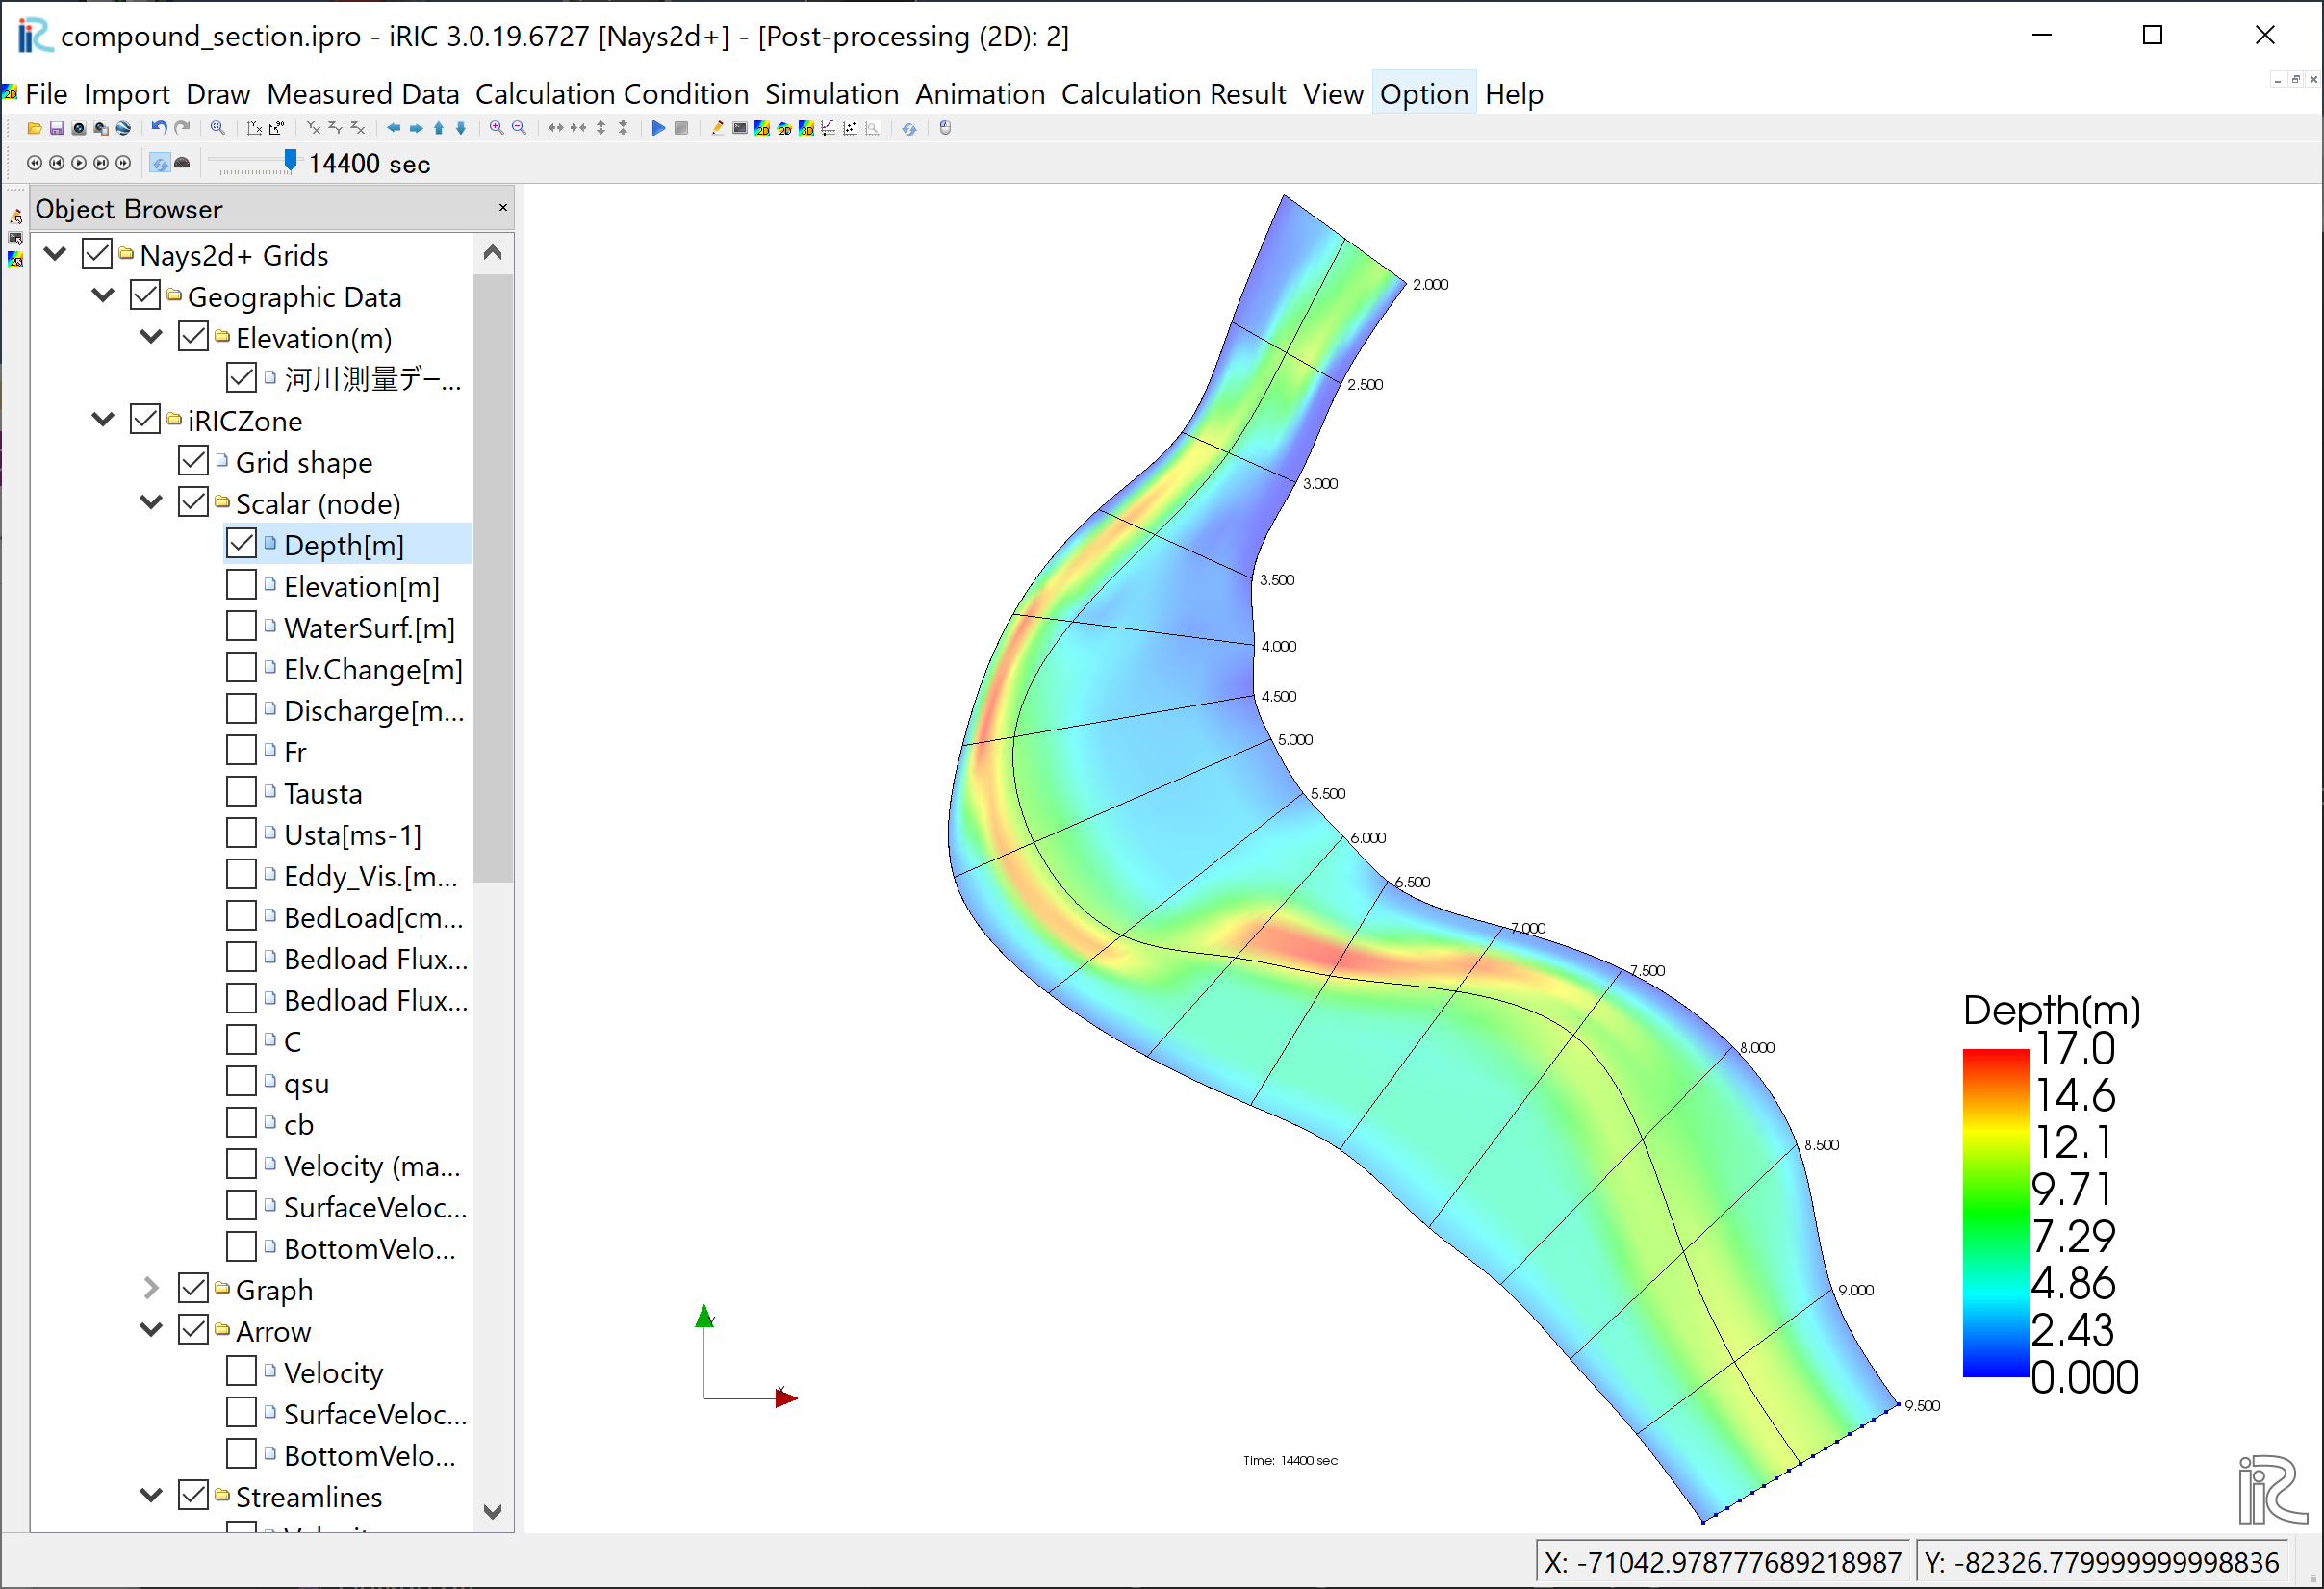 compound_section.ipro - iRIC 3.0.19.6727 [Nays2d+] - [Post-processing (2D): 2]
File Import Draw Measured Data Calculation Condition Simulation Animation Calculation Result View Option Help
14400 sec
Object Browser
Nays2d+ Grids
Geographic Data
Elevation(m)
河川測量デー...
iRICZone
Grid shape
Scalar (node)
Depth[m]
Elevation[m]
WaterSurf.[m]
Elv.Change[m]
Discharge[m...
Fr
Tausta
Usta[ms-1]
Eddy_Vis.[m...
BedLoad[cm...
Bedload Flux...
Bedload Flux...
C
qsu
cb
Velocity (ma...
SurfaceVeloc...
BottomVelo...
Graph
Arrow
Velocity
SurfaceVeloc...
BottomVelo...
Streamlines
2.000
2.500
3.000
3.500
4.000
4.500
5.000
5.500
6.000
6.500
7.000
7.500
8.000
8.500
9.000
9.500
Depth(m)
17.0
14.6
12.1
9.71
7.29
4.86
2.43
0.000
Y
X
Time: 14400 sec
iRIC
X: -71042.978777689218987
Y: -82326.779999999998836